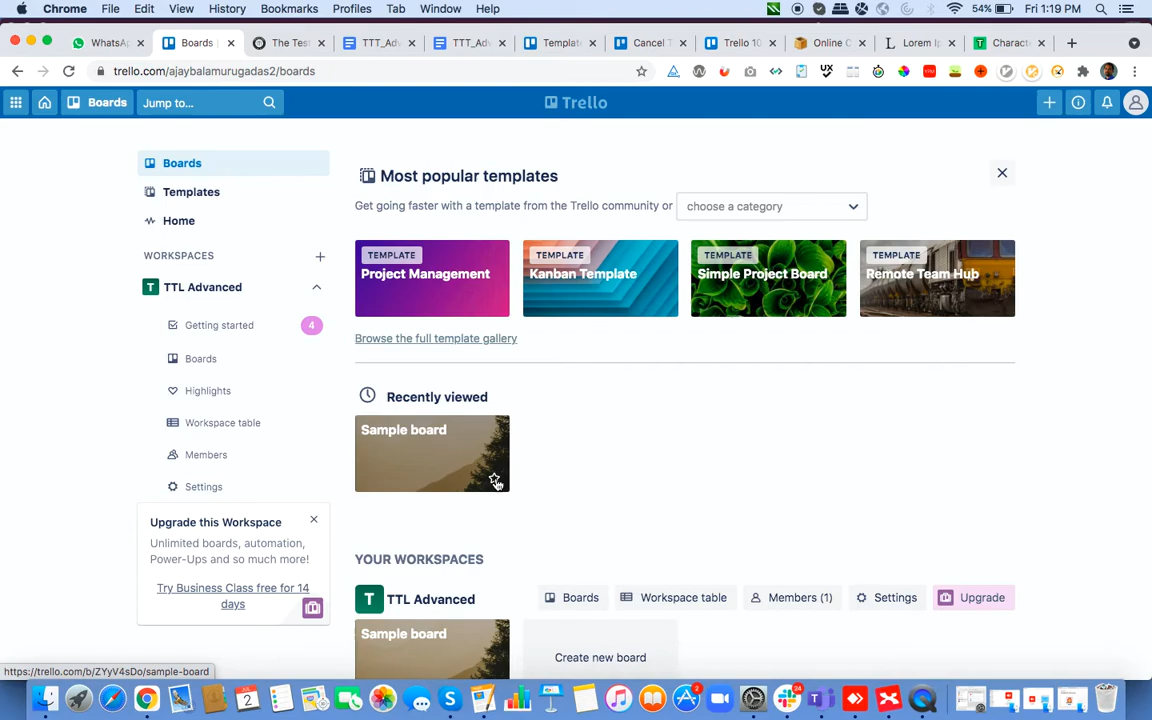 Chrome File Edit View History Bookmarks Profiles Tab Window Help 54% Fri 1:19 PM
WhatsAp Boards | The Test TTT_Adv TTT_Adv Templat Cancel T Trello 10 Online C Lorem Ip Charact
trello.com/ajaybalamurugadas2/boards
Boards Jump to... Trello
Boards
Templates
Home
WORKSPACES
T TTL Advanced
Getting started 4
Boards
Highlights
Workspace table
Members
Settings
Upgrade this Workspace
Unlimited boards, automation,
Power-Ups and so much more!
Try Business Class free for 14
days
Most popular templates
Get going faster with a template from the Trello community or choose a category
TEMPLATE TEMPLATE TEMPLATE TEMPLATE
Project Management Kanban Template Simple Project Board Remote Team Hub
Browse the full template gallery
Recently viewed
Sample board
YOUR WORKSPACES
T TTL Advanced Boards Workspace table Members (1) Settings Upgrade
Sample board
Create new board
https://trello.com/b/ZYyV4sDo/sample-board